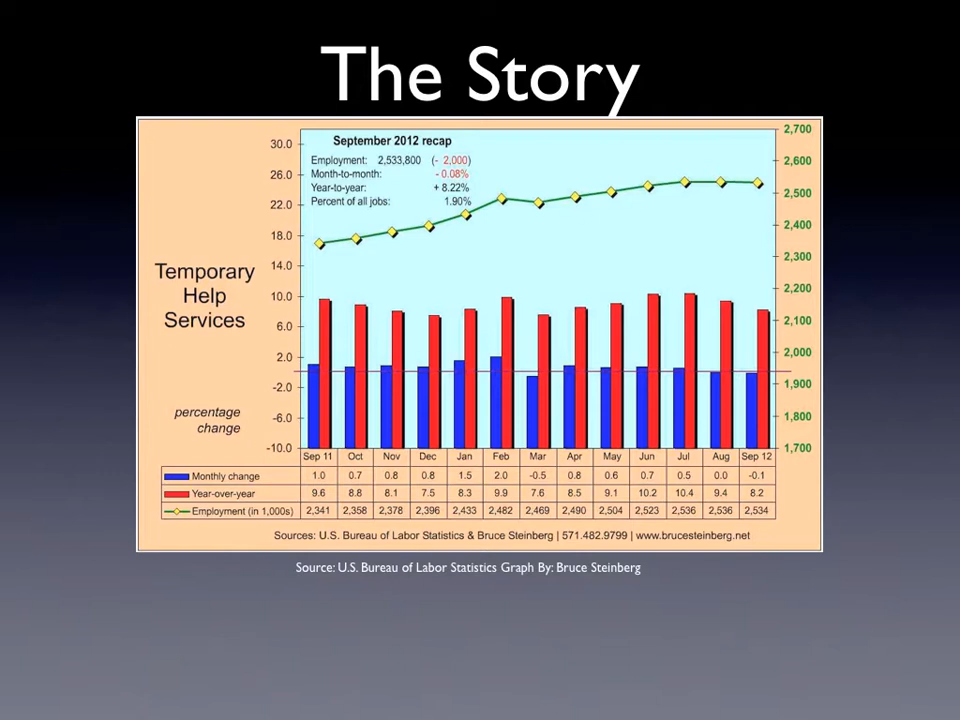 The Story
September 2012 recap
Employment: 2,533,800 (- 2,000)
Month-to-month: - 0.08%
Year-to-year: + 8.22%
Percent of all jobs: 1.90%
30.0
26.0
22.0
18.0
14.0
10.0
6.0
2.0
-2.0
-6.0
-10.0
2,700
2,600
2,500
2,400
2,300
2,200
2,100
2,000
1,900
1,800
1,700
Temporary
Help
Services
percentage
change
Sep 11 Oct Nov Dec Jan Feb Mar Apr May Jun Jul Aug Sep 12
Monthly change 1.0 0.7 0.8 0.8 1.5 2.0 -0.5 0.8 0.6 0.7 0.5 0.0 -0.1
Year-over-year 9.6 8.8 8.1 7.5 8.3 9.9 7.6 8.5 9.1 10.2 10.4 9.4 8.2
Employment (in 1,000s) 2,341 2,358 2,378 2,396 2,433 2,482 2,469 2,490 2,504 2,523 2,536 2,536 2,534
Sources: U.S. Bureau of Labor Statistics & Bruce Steinberg | 571.482.9799 | www.brucesteinberg.net
Source: U.S. Bureau of Labor Statistics Graph By: Bruce Steinberg